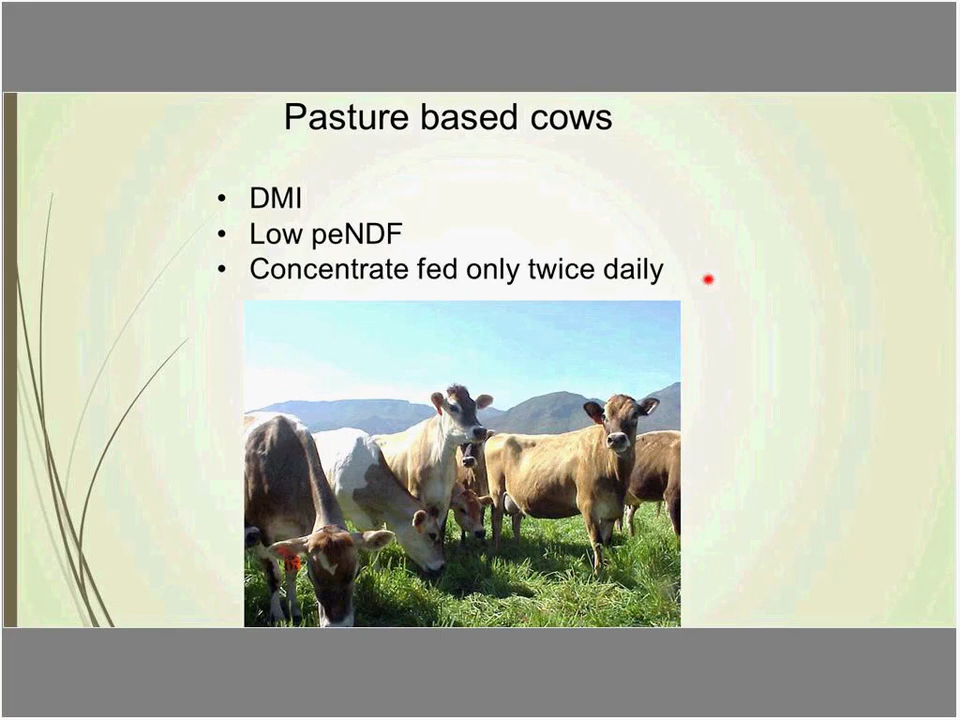 Pasture based cows
• DMI
• Low peNDF
• Concentrate fed only twice daily